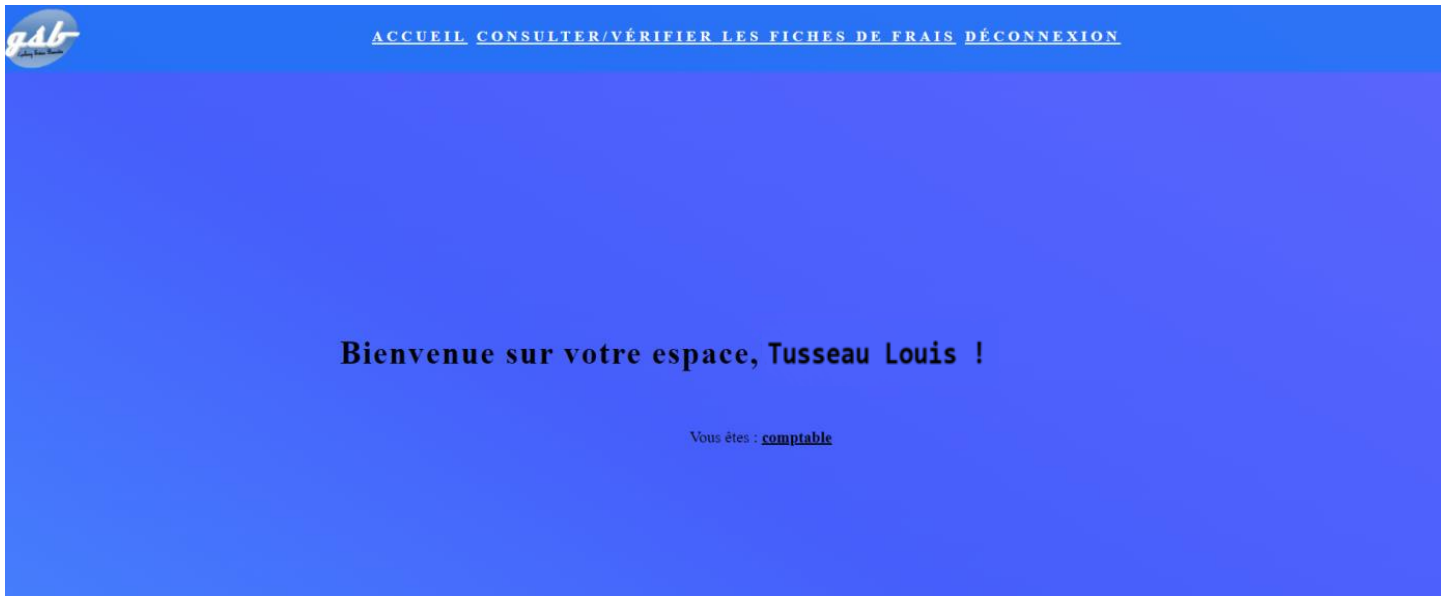 gsb
ACCUEIL CONSULTER/VÉRIFIER LES FICHES DE FRAIS DÉCONNEXION
Bienvenue sur votre espace, Tusseau Louis !
Vous êtes : comptable